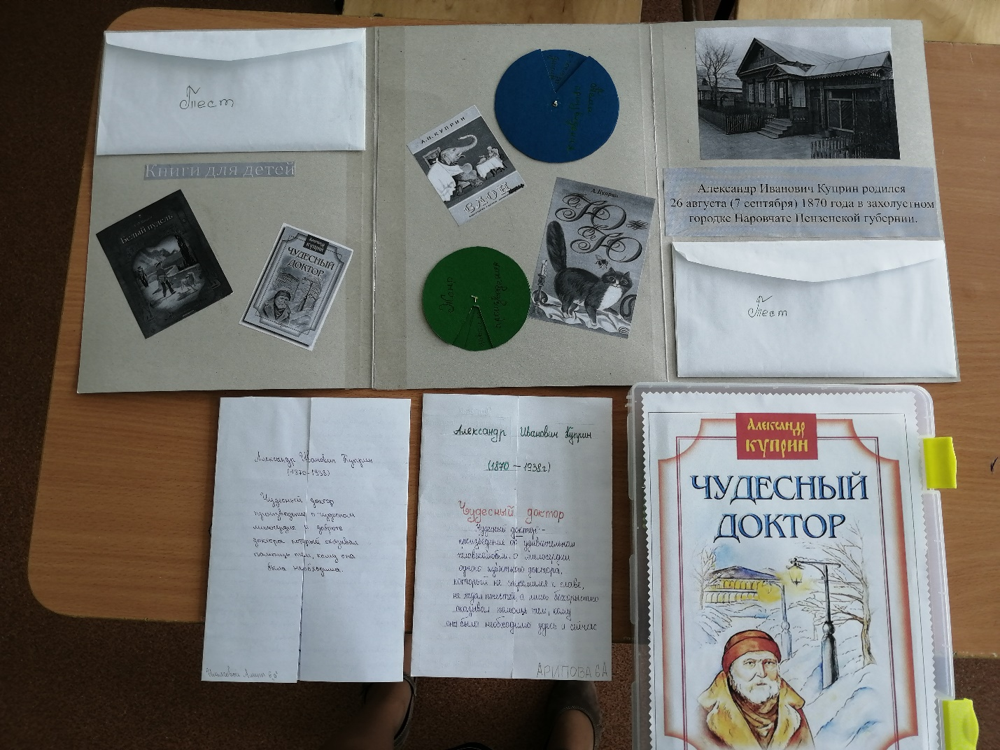 Тест
Книги для детей
Белый пудель
Александр
КУПРИН
ЧУДЕСНЫЙ
ДОКТОР
А.И. КУПРИН
СЛОН
Жанр
произведения
А. Куприн
Ю-Ю
Александр Иванович Куприн родился
26 августа (7 сентября) 1870 года в захолустном
городке Наровчате Пензенской губернии.
Тест
Александр Иванович Куприн
(1870-1938)
Чудесный доктор
произведение о чудесном
милосердие и доброте
доктора который оказывал
помощь тем, кому она
была необходима.
Александр Иванович Куприн
(1870 – 1938г)
Чудесный доктор
"Чудесный доктор" -
произведение об удивительном
человеколюбии, о милосердии
одного известного доктора,
который не стремился к славе,
не ждал почестей, а лишь бескорыстно
оказывал помощь тем, кому
она была необходима здесь и сейчас
АРИПОВА 6А
Александр
КУПРИН
ЧУДЕСНЫЙ
ДОКТОР